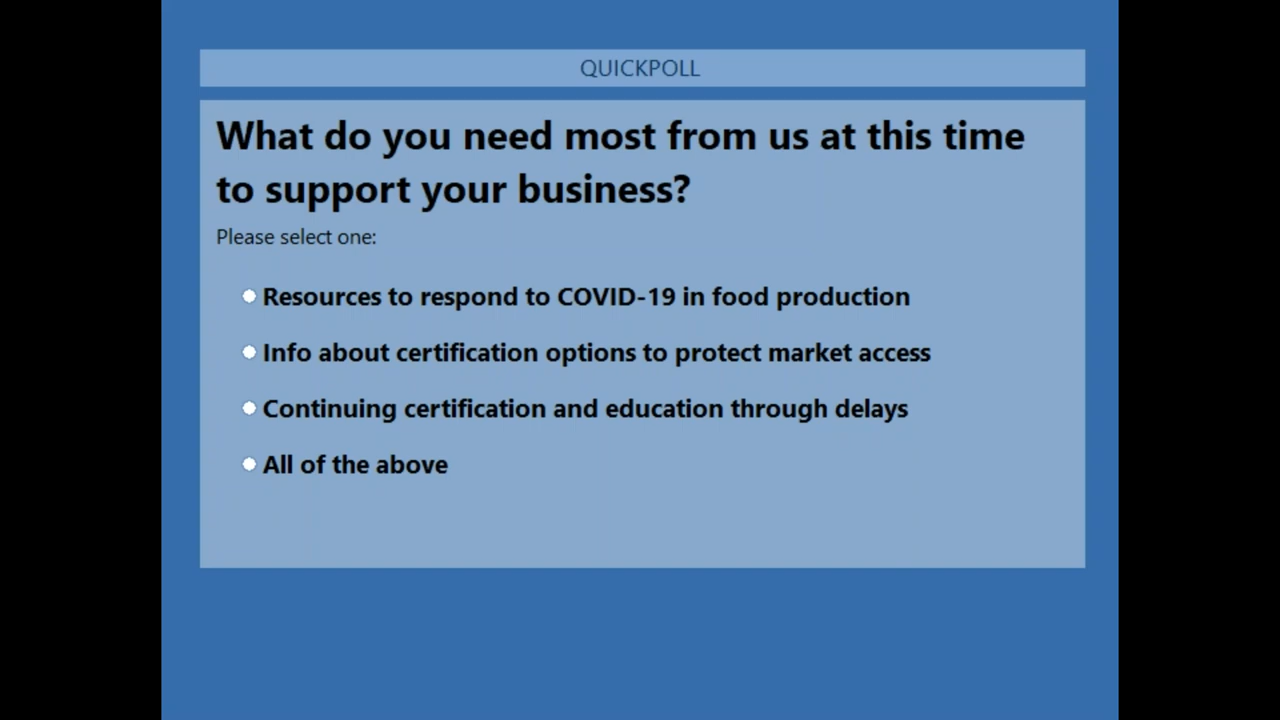 QUICKPOLL
What do you need most from us at this time
to support your business?
Please select one:
Resources to respond to COVID-19 in food production
Info about certification options to protect market access
Continuing certification and education through delays
All of the above